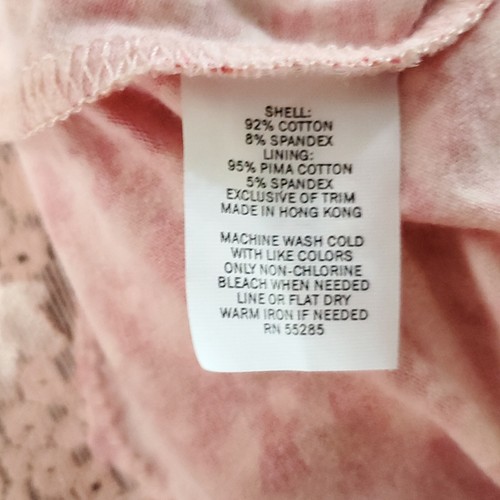 SHELL:
92% COTTON
8% SPANDEX
LINING:
95% PIMA COTTON
5% SPANDEX
EXCLUSIVE OF TRIM
MADE IN HONG KONG
MACHINE WASH COLD
WITH LIKE COLORS
ONLY NON-CHLORINE
BLEACH WHEN NEEDED
LINE OR FLAT DRY
WARM IRON IF NEEDED
RN 55285